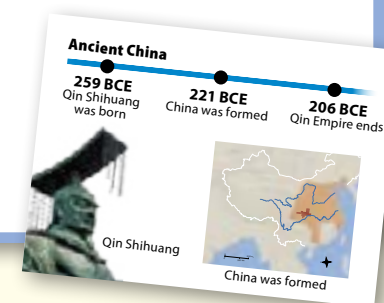 Ancient China
259 BCE
Qin Shihuang
was born
221 BCE
China was formed
206 BCE
Qin Empire ends
Qin Shihuang
China was formed